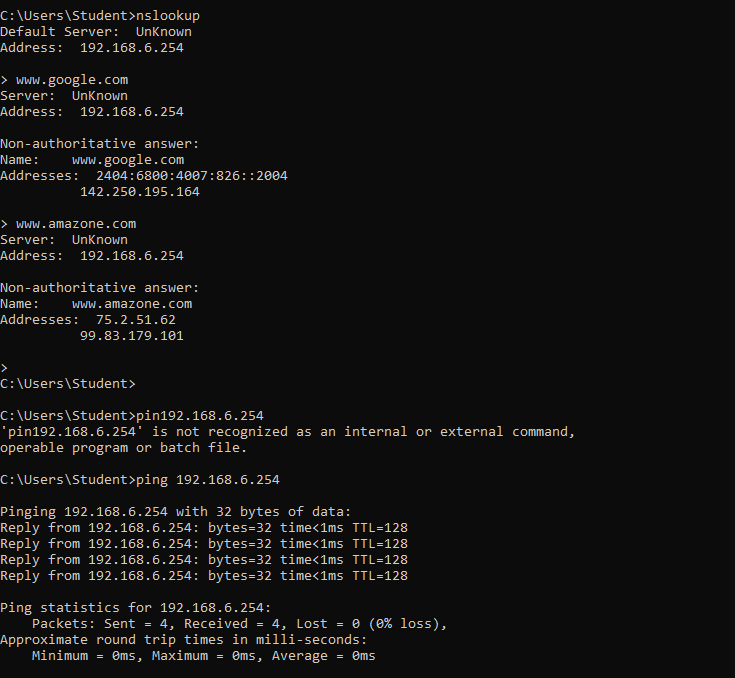 C:\Users\Student>nslookup
Default Server:  UnKnown
Address:  192.168.6.254

> www.google.com
Server:  UnKnown
Address:  192.168.6.254

Non-authoritative answer:
Name:    www.google.com
Addresses:  2404:6800:4007:826::2004
          142.250.195.164

> www.amazone.com
Server:  UnKnown
Address:  192.168.6.254

Non-authoritative answer:
Name:    www.amazone.com
Addresses:  75.2.51.62
          99.83.179.101

>
C:\Users\Student>

C:\Users\Student>pin192.168.6.254
'pin192.168.6.254' is not recognized as an internal or external command,
operable program or batch file.

C:\Users\Student>ping 192.168.6.254

Pinging 192.168.6.254 with 32 bytes of data:
Reply from 192.168.6.254: bytes=32 time<1ms TTL=128
Reply from 192.168.6.254: bytes=32 time<1ms TTL=128
Reply from 192.168.6.254: bytes=32 time<1ms TTL=128
Reply from 192.168.6.254: bytes=32 time<1ms TTL=128

Ping statistics for 192.168.6.254:
    Packets: Sent = 4, Received = 4, Lost = 0 (0% loss),
Approximate round trip times in milli-seconds:
    Minimum = 0ms, Maximum = 0ms, Average = 0ms